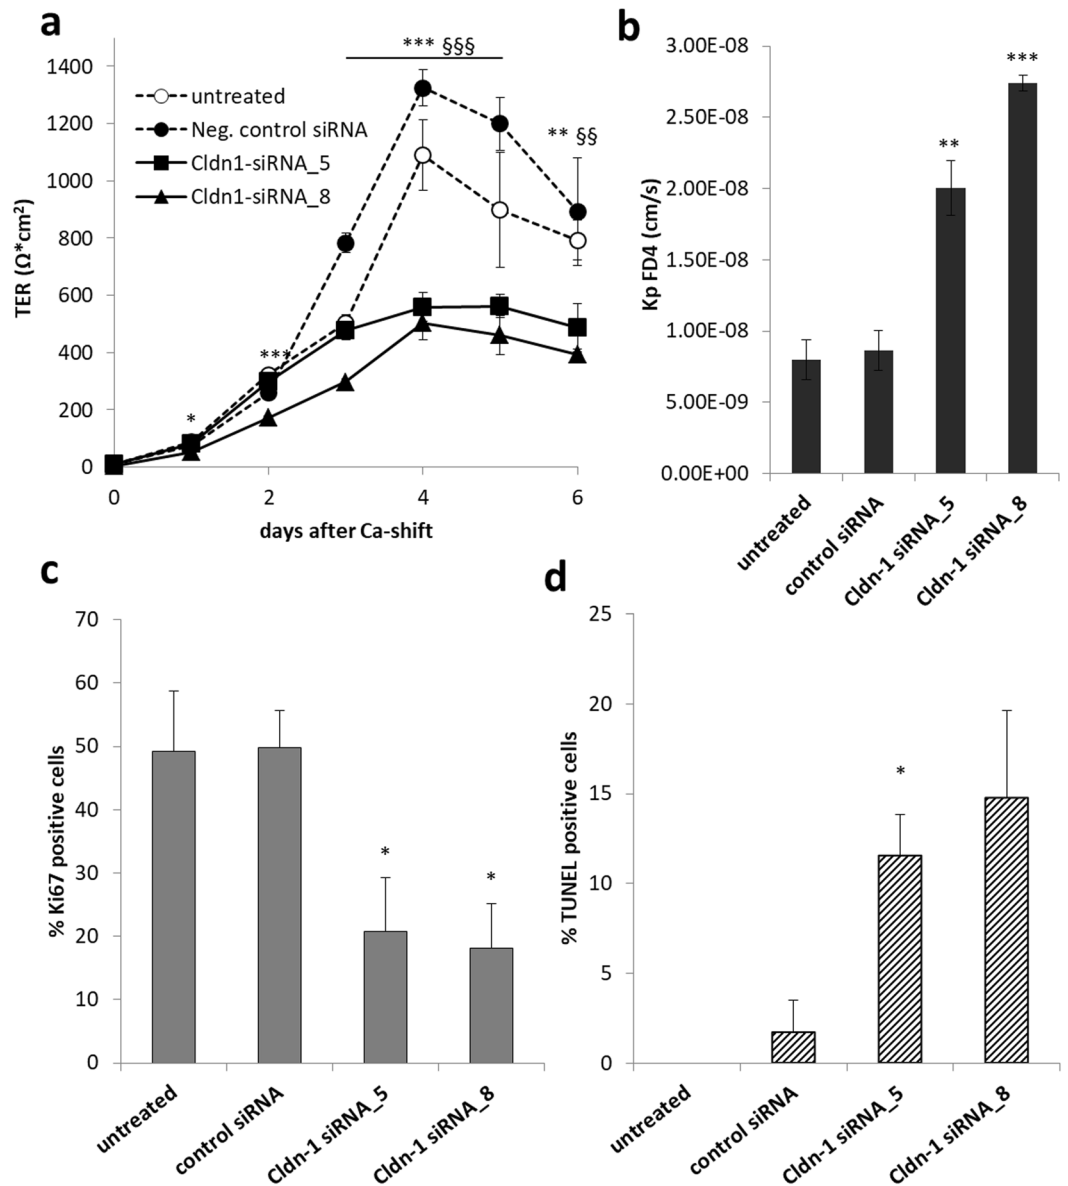 a
*** §§§
** §§
***
*
untreated
Neg. control siRNA
Cldn1-siRNA_5
Cldn1-siRNA_8
TER (Ω*cm²)
1400
1200
1000
800
600
400
200
0
0 2 4 6
days after Ca-shift
b
***
**
Kp FD4 (cm/s)
3.00E-08
2.50E-08
2.00E-08
1.50E-08
1.00E-08
5.00E-09
0.00E+00
untreated
control siRNA
Cldn-1 siRNA_5
Cldn-1 siRNA_8
c
% Ki67 positive cells
70
60
50
40
30
20
10
0
*
*
untreated
control siRNA
Cldn-1 siRNA_5
Cldn-1 siRNA_8
d
% TUNEL positive cells
25
20
15
10
5
0
*
untreated
control siRNA
Cldn-1 siRNA_5
Cldn-1 siRNA_8